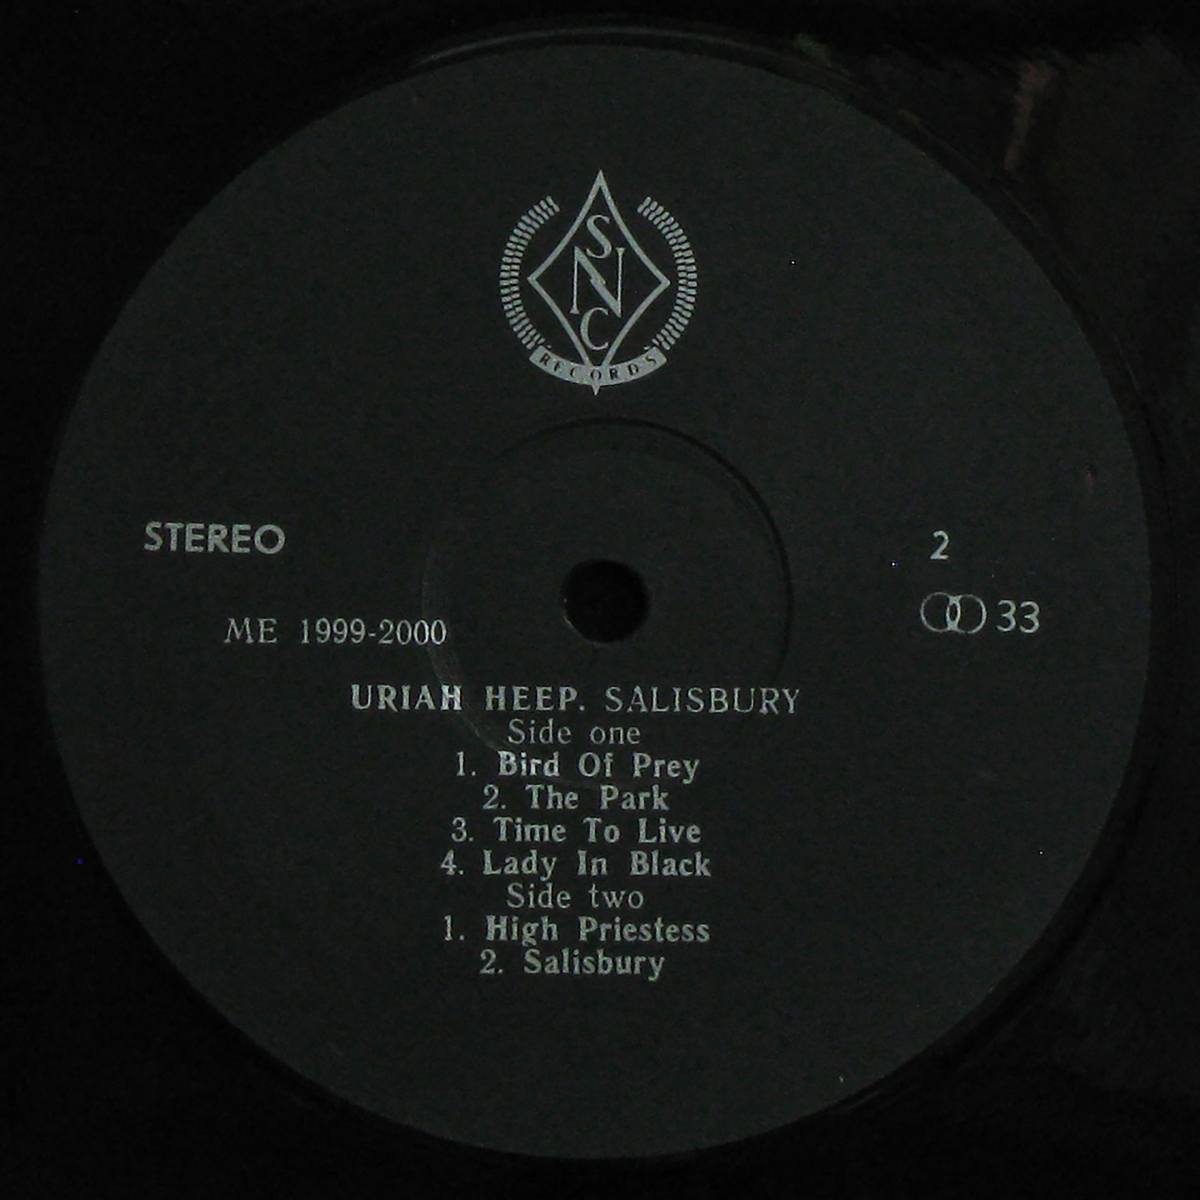 S
N
C
RECORDS
STEREO
2
33
ME 1999-2000
URIAH HEEP. SALISBURY
Side one
1. Bird Of Prey
2. The Park
3. Time To Live
4. Lady In Black
Side two
1. High Priestess
2. Salisbury